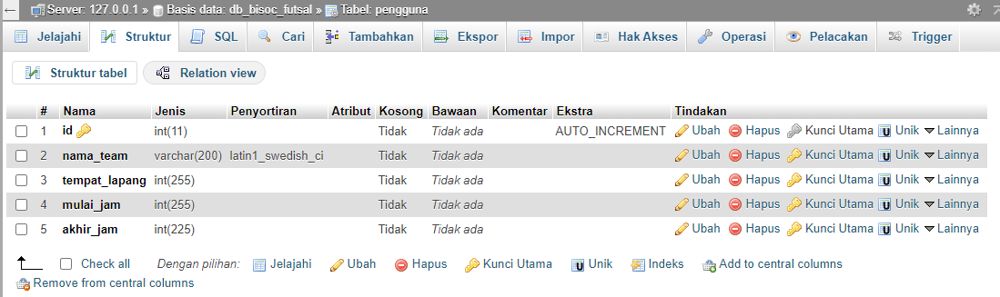 Server: 127.0.0.1 » Basis data: db_bisoc_futsal » Tabel: pengguna
Jelajahi Struktur SQL Cari Tambahkan Ekspor Impor Hak Akses Operasi Pelacakan Trigger
Struktur tabel Relation view
# Nama Jenis Penyortiran Atribut Kosong Bawaan Komentar Ekstra Tindakan
1 id int(11) Tidak Tidak ada AUTO_INCREMENT Ubah Hapus Kunci Utama Unik Lainnya
2 nama_team varchar(200) latin1_swedish_ci Tidak Tidak ada Ubah Hapus Kunci Utama Unik Lainnya
3 tempat_lapang int(255) Tidak Tidak ada Ubah Hapus Kunci Utama Unik Lainnya
4 mulai_jam int(255) Tidak Tidak ada Ubah Hapus Kunci Utama Unik Lainnya
5 akhir_jam int(225) Tidak Tidak ada Ubah Hapus Kunci Utama Unik Lainnya
Check all Dengan pilihan: Jelajahi Ubah Hapus Kunci Utama Unik Indeks Add to central columns
Remove from central columns